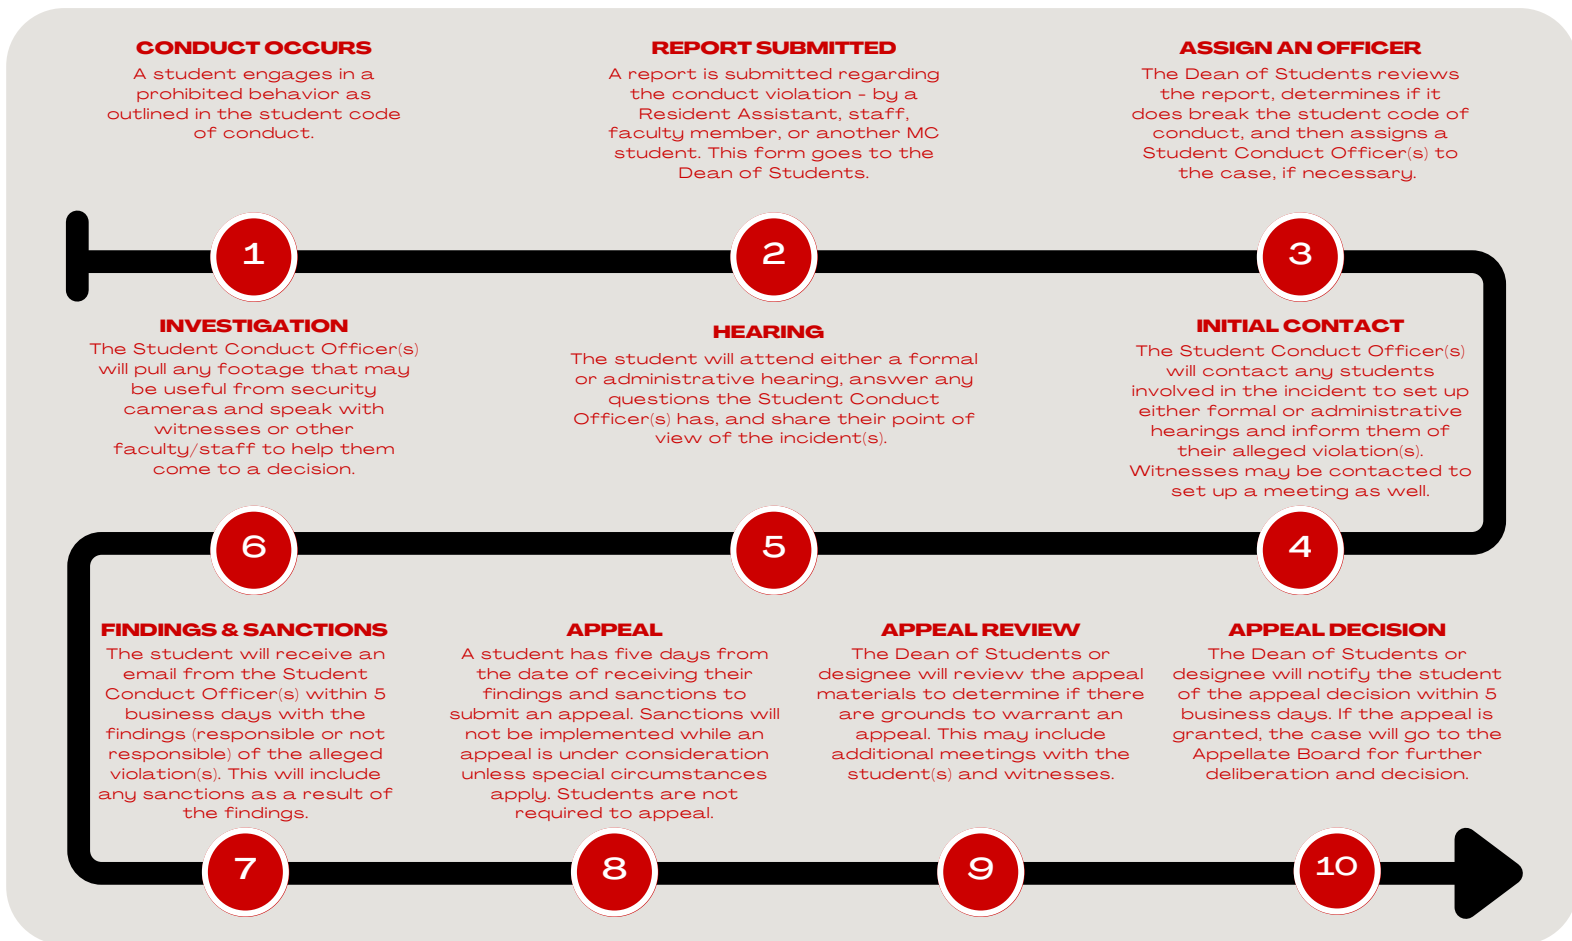 CONDUCT OCCURS
A student engages in a
prohibited behavior as
outlined in the student code
of conduct.
1
REPORT SUBMITTED
A report is submitted regarding
the conduct violation - by a
Resident Assistant, staff,
faculty member, or another MC
student. This form goes to the
Dean of Students.
2
ASSIGN AN OFFICER
The Dean of Students reviews
the report, determines if it
does break the student code of
conduct, and then assigns a
Student Conduct Officer(s) to
the case, if necessary.
3
INITIAL CONTACT
The Student Conduct Officer(s)
will contact any students
involved in the incident to set up
either formal or administrative
hearings and inform them of
their alleged violation(s).
Witnesses may be contacted to
set up a meeting as well.
4
HEARING
The student will attend either a formal
or administrative hearing, answer any
questions the Student Conduct
Officer(s) has, and share their point of
view of the incident(s).
5
INVESTIGATION
The Student Conduct Officer(s)
will pull any footage that may
be useful from security
cameras and speak with
witnesses or other
faculty/staff to help them
come to a decision.
6
FINDINGS & SANCTIONS
The student will receive an
email from the Student
Conduct Officer(s) within 5
business days with the
findings (responsible or not
responsible) of the alleged
violation(s). This will include
any sanctions as a result of
the findings.
7
APPEAL
A student has five days from
the date of receiving their
findings and sanctions to
submit an appeal. Sanctions will
not be implemented while an
appeal is under consideration
unless special circumstances
apply. Students are not
required to appeal.
8
APPEAL REVIEW
The Dean of Students or
designee will review the appeal
materials to determine if there
are grounds to warrant an
appeal. This may include
additional meetings with the
student(s) and witnesses.
9
APPEAL DECISION
The Dean of Students or
designee will notify the student
of the appeal decision within 5
business days. If the appeal is
granted, the case will go to the
Appellate Board for further
deliberation and decision.
10